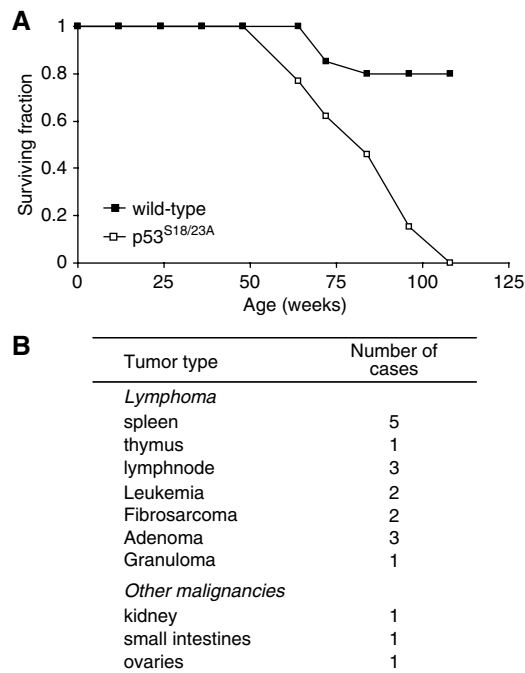 A
1
0.8
0.6
0.4
0.2
0
Surviving fraction
wild-type
p53^S18/23A
0 25 50 75 100 125
Age (weeks)
B
Tumor type Number of cases
Lymphoma
spleen 5
thymus 1
lymphnode 3
Leukemia 2
Fibrosarcoma 2
Adenoma 3
Granuloma 1
Other malignancies
kidney 1
small intestines 1
ovaries 1